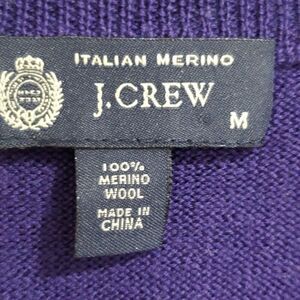 ITALIAN MERINO
J.CREW
M
100%
MERINO
WOOL
MADE IN
CHINA